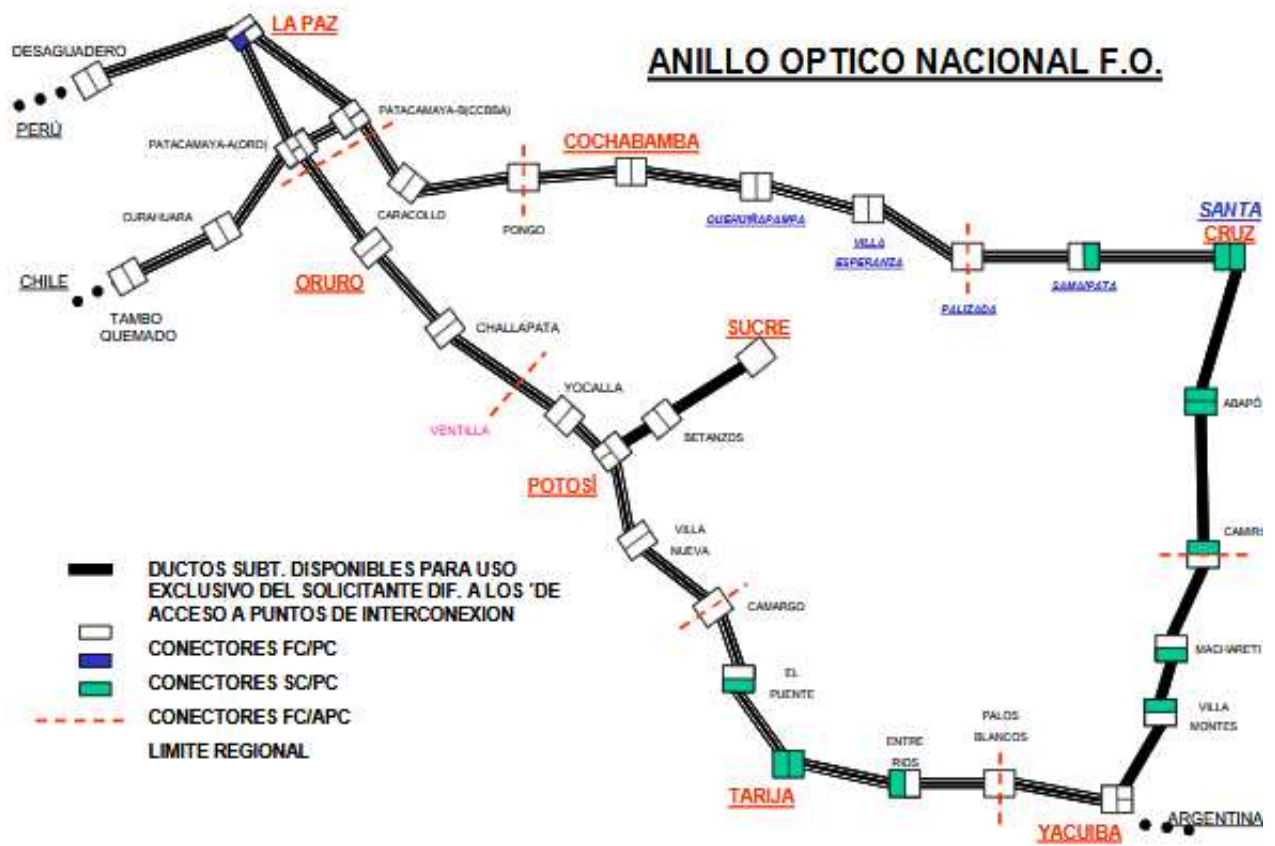 ANILLO OPTICO NACIONAL F.O.
LA PAZ
DESAGUADERO
PERÚ
PATACAMAYA-B(CCBBA)
PATACAMAYA-A(ORO)
COCHABAMBA
CURAHUARA
CARACOLLO
PONGO
QUEHUIÑAPAMPA
VILLA
ESPERANZA
SANTA
CRUZ
CHILE
ORURO
PALIZADA
SAMAIPATA
TAMBO
QUEMADO
CHALLAPATA
SUCRE
YOCALLA
ABAPÓ
VENTILLA
BETANZOS
POTOSÍ
VILLA
NUEVA
CAMIRI
CAMARGO
MACHARETI
EL
PUENTE
VILLA
MONTES
ENTRE
RIOS
PALOS
BLANCOS
TARIJA
YACUIBA
ARGENTINA
DUCTOS SUBT. DISPONIBLES PARA USO
EXCLUSIVO DEL SOLICITANTE DIF. A LOS ´DE
ACCESO A PUNTOS DE INTERCONEXION
CONECTORES FC/PC
CONECTORES SC/PC
CONECTORES FC/APC
LIMITE REGIONAL